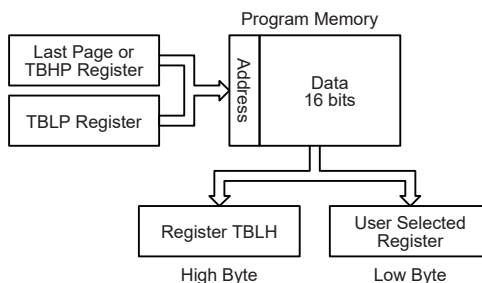 Program Memory
Last Page or
TBHP Register
TBLP Register
Address
Data
16 bits
Register TBLH
User Selected
Register
High Byte
Low Byte